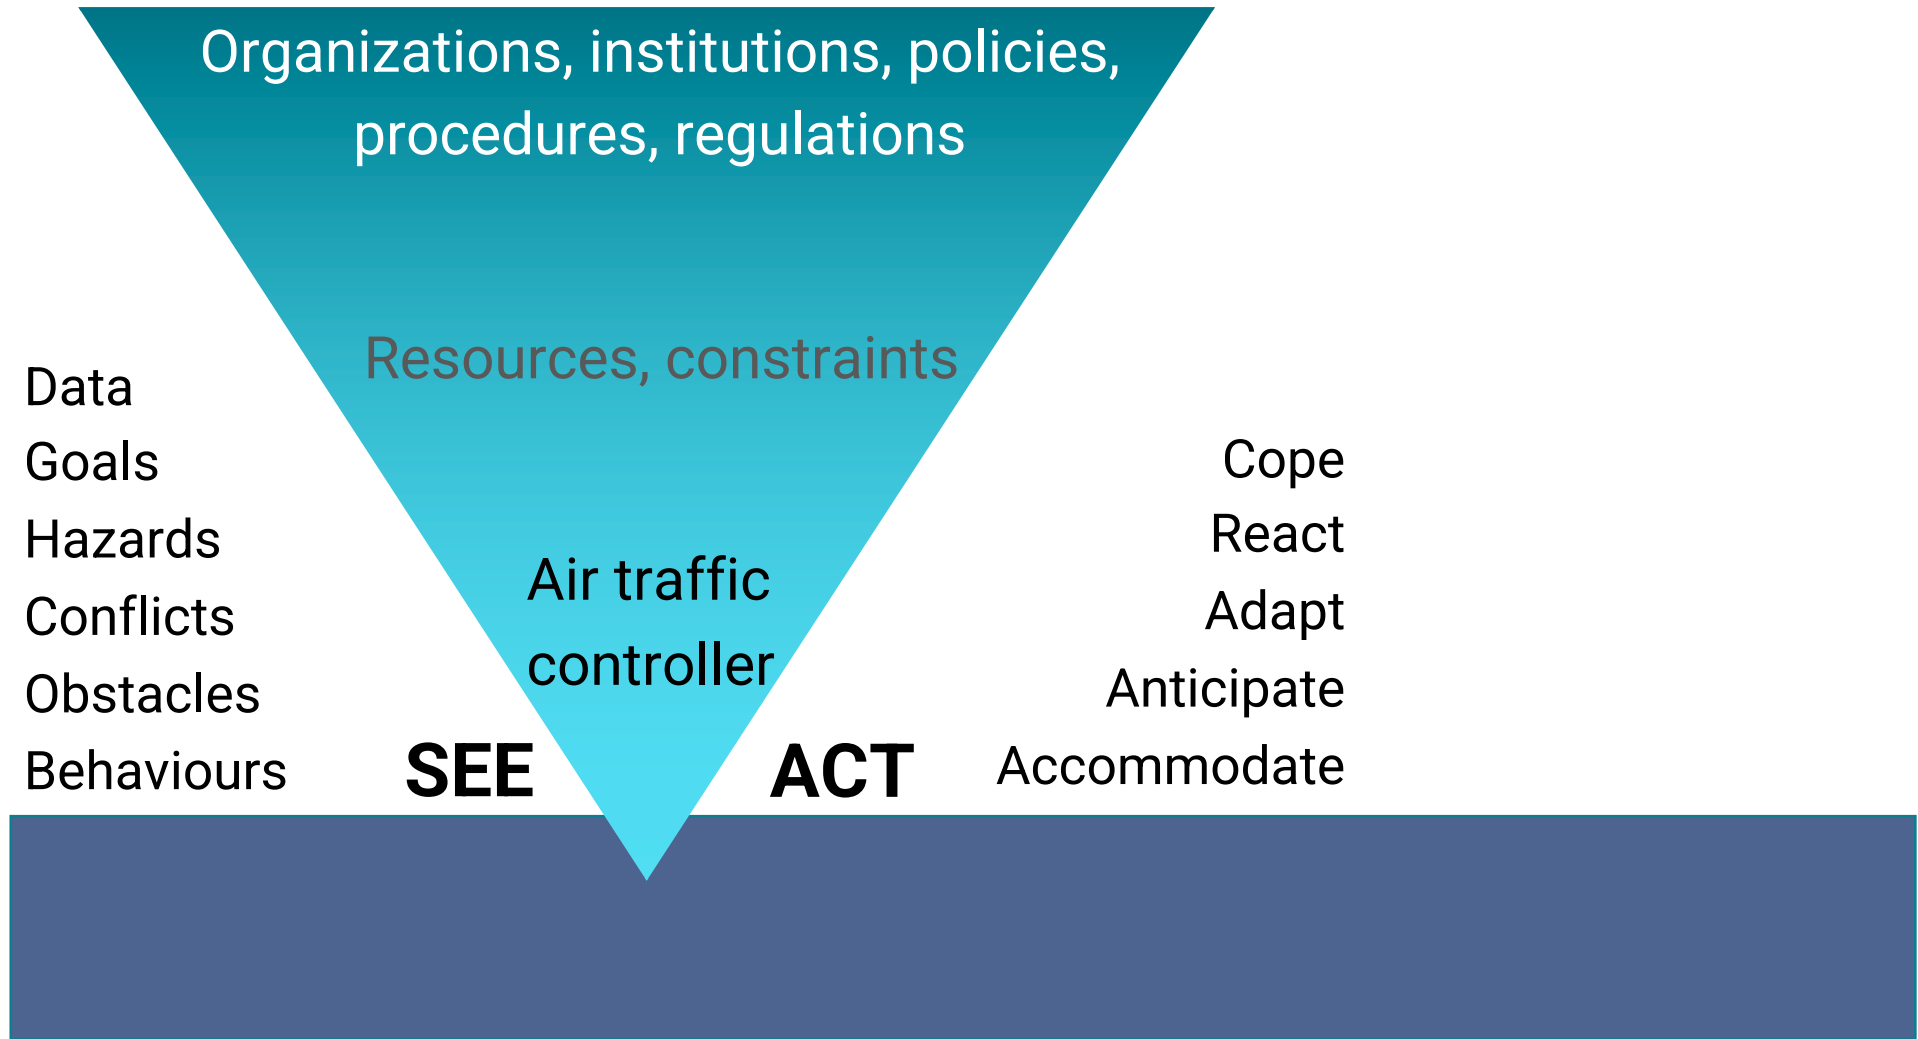 Organizations, institutions, policies,
procedures, regulations
Resources, constraints
Air traffic
controller
Data
Goals
Hazards
Conflicts
Obstacles
Behaviours
SEE
ACT
Cope
React
Adapt
Anticipate
Accommodate